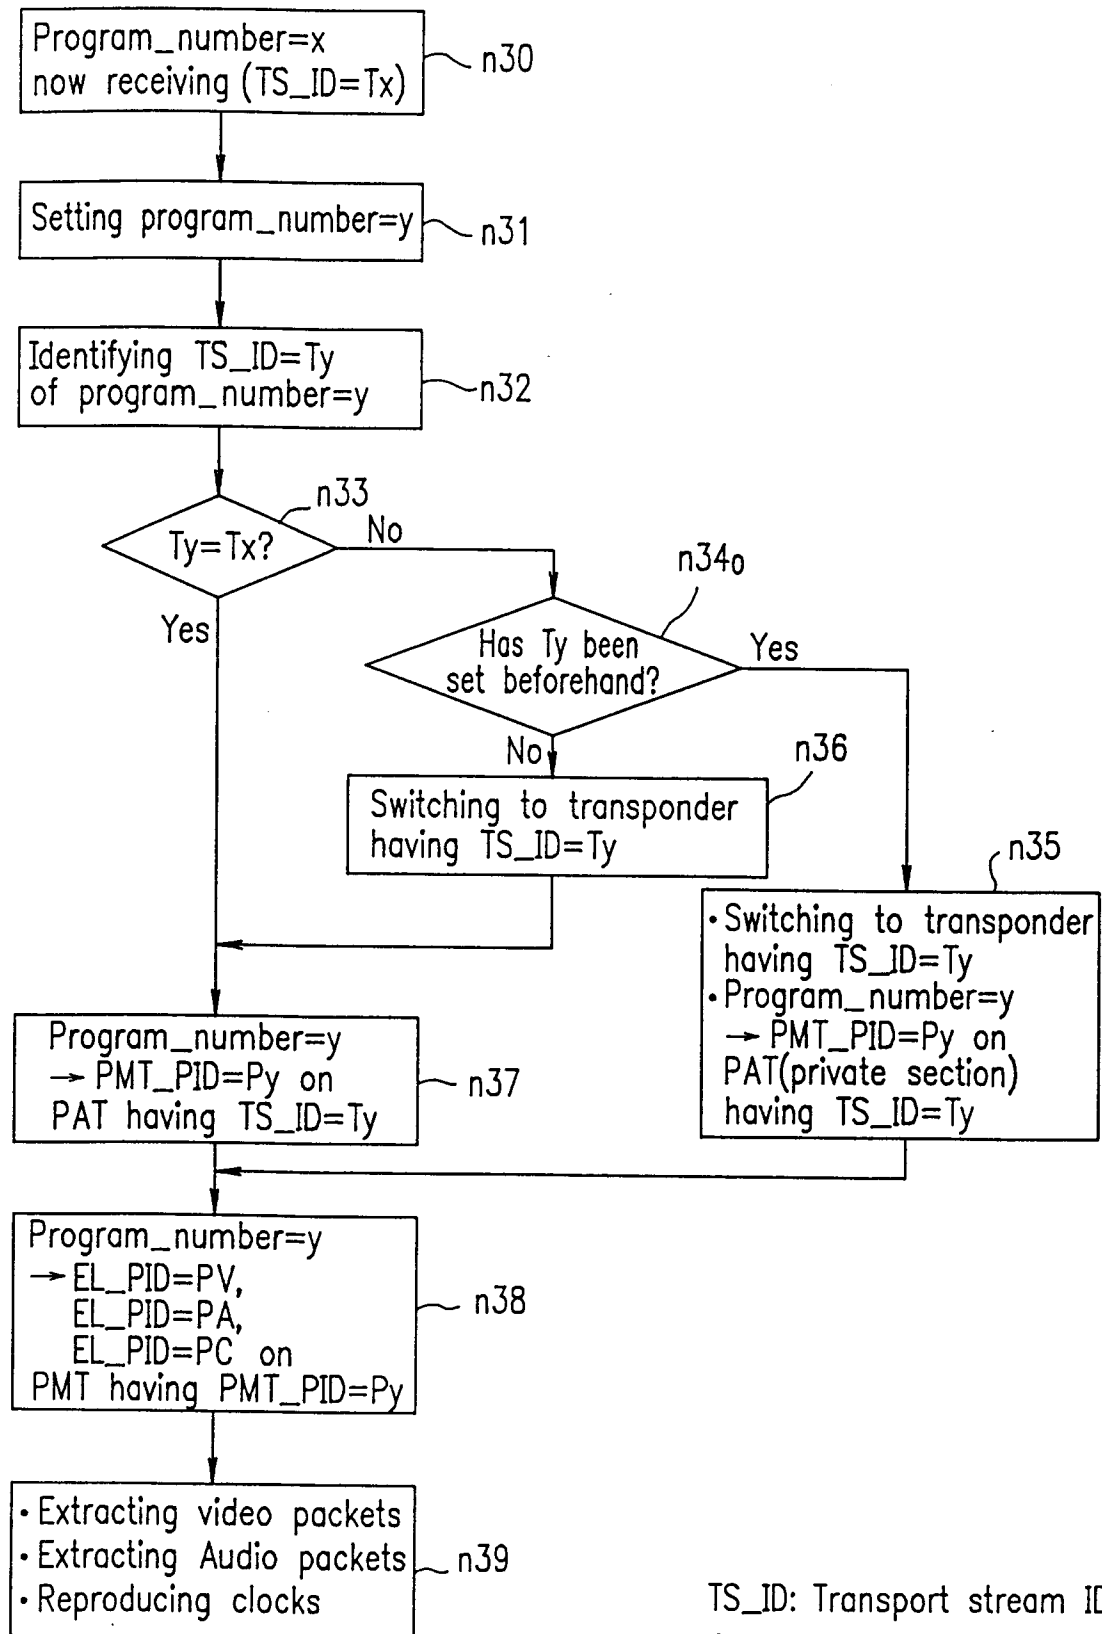 Program_number=x
now receiving (TS_ID=Tx)
n30
Setting program_number=y
n31
Identifying TS_ID=Ty
of program_number=y
n32
n33
Ty=Tx?
No
Yes
n34o
Has Ty been
set beforehand?
Yes
No
n36
Switching to transponder
having TS_ID=Ty
n35
・Switching to transponder
having TS_ID=Ty
・Program_number=y
→ PMT_PID=Py on
PAT(private section)
having TS_ID=Ty
Program_number=y
→ PMT_PID=Py on
PAT having TS_ID=Ty
n37
Program_number=y
→ EL_PID=PV,
EL_PID=PA,
EL_PID=PC on
PMT having PMT_PID=Py
n38
・Extracting video packets
・Extracting Audio packets
・Reproducing clocks
n39
TS_ID: Transport stream ID